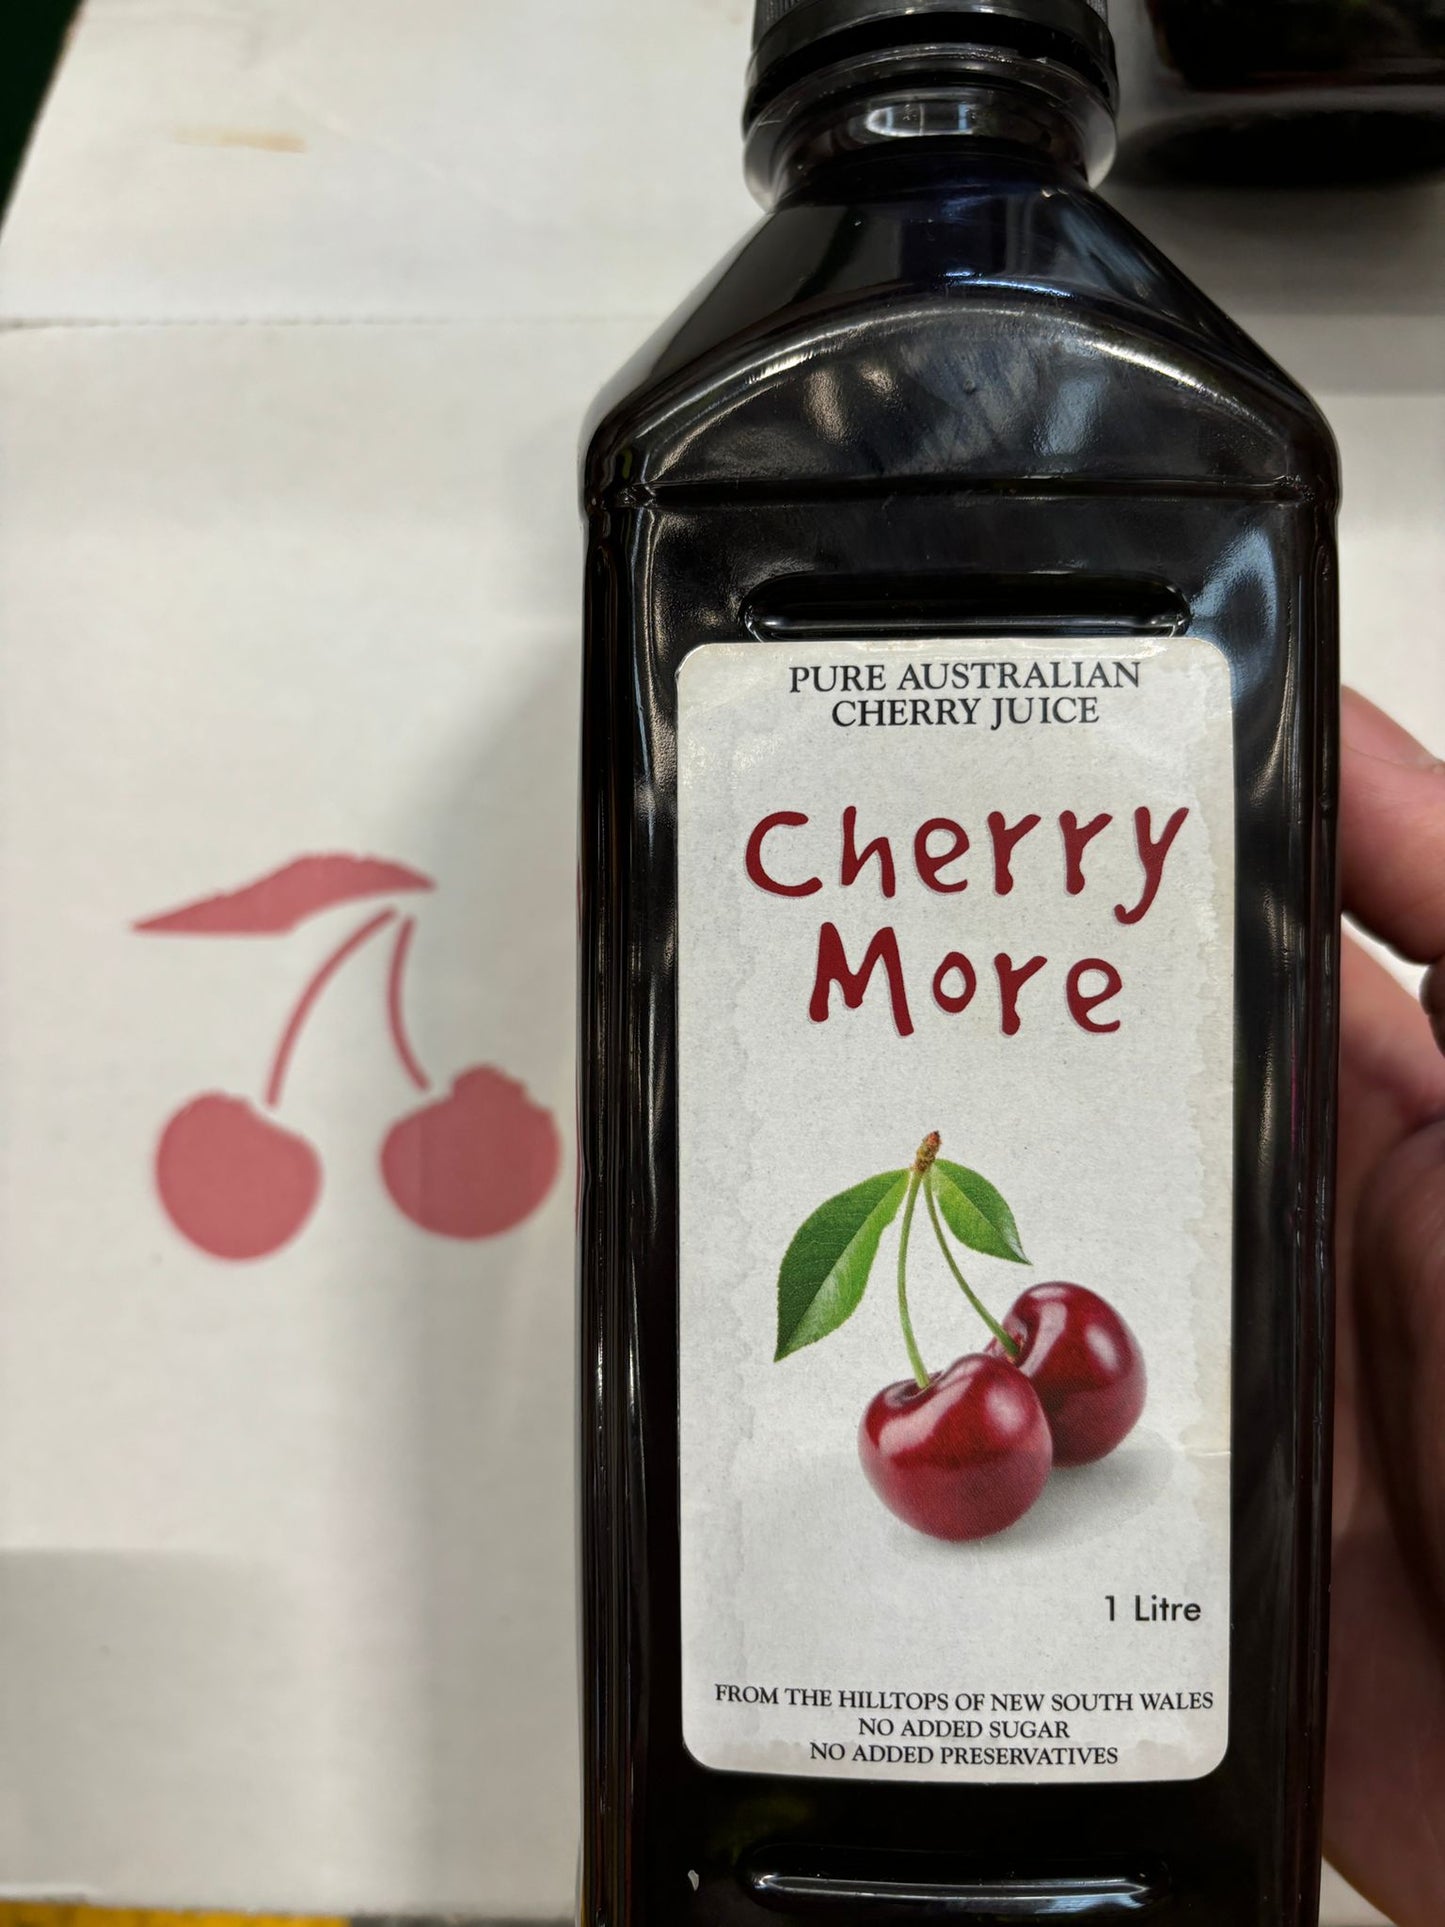 PURE AUSTRALIAN
CHERRY JUICE
Cherry
More
1 Litre
FROM THE HILLTOPS OF NEW SOUTH WALES
NO ADDED SUGAR
NO ADDED PRESERVATIVES